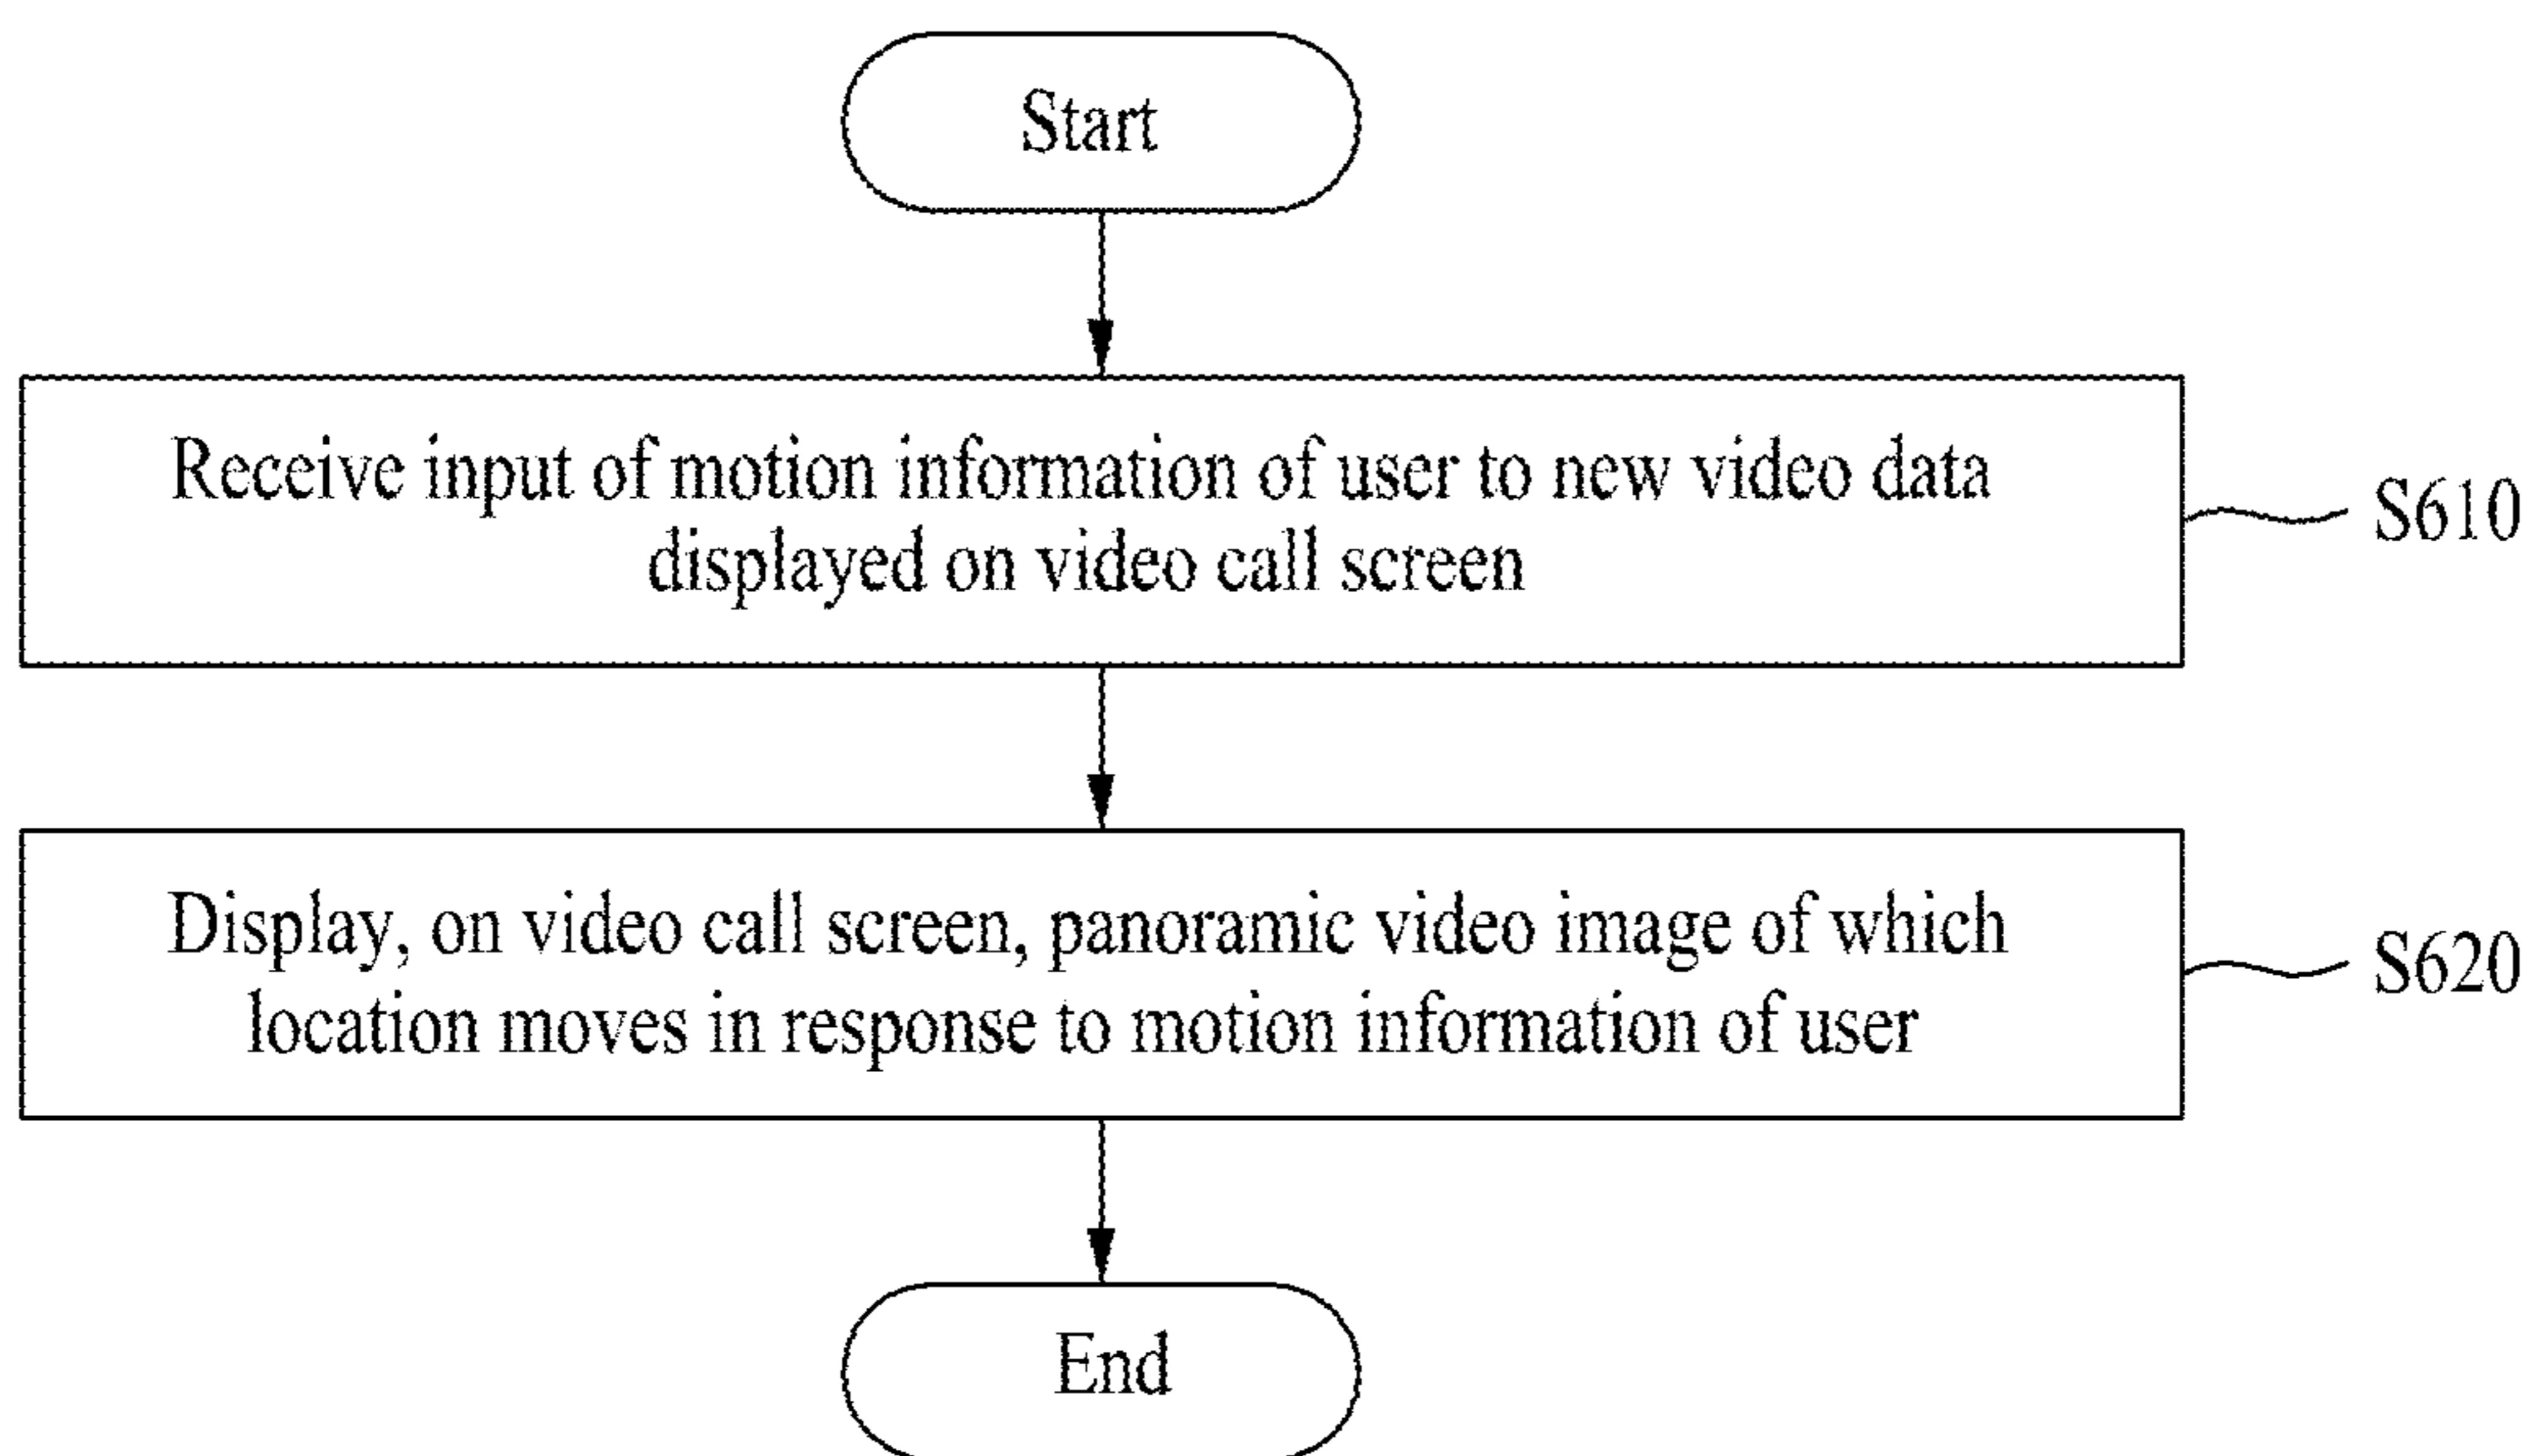 Start
Receive input of motion information of user to new video data
displayed on video call screen
S610
Display, on video call screen, panoramic video image of which
location moves in response to motion information of user
S620
End